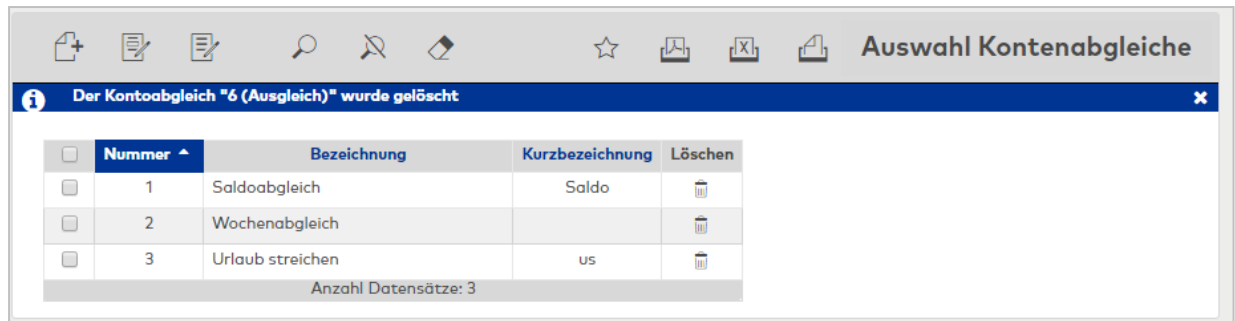 Auswahl Kontenabgleiche
Der Kontoabgleich "6 (Ausgleich)" wurde gelöscht
Nummer Bezeichnung Kurzbezeichnung Löschen
1 Saldoabgleich Saldo
2 Wochenabgleich
3 Urlaub streichen us
Anzahl Datensätze: 3